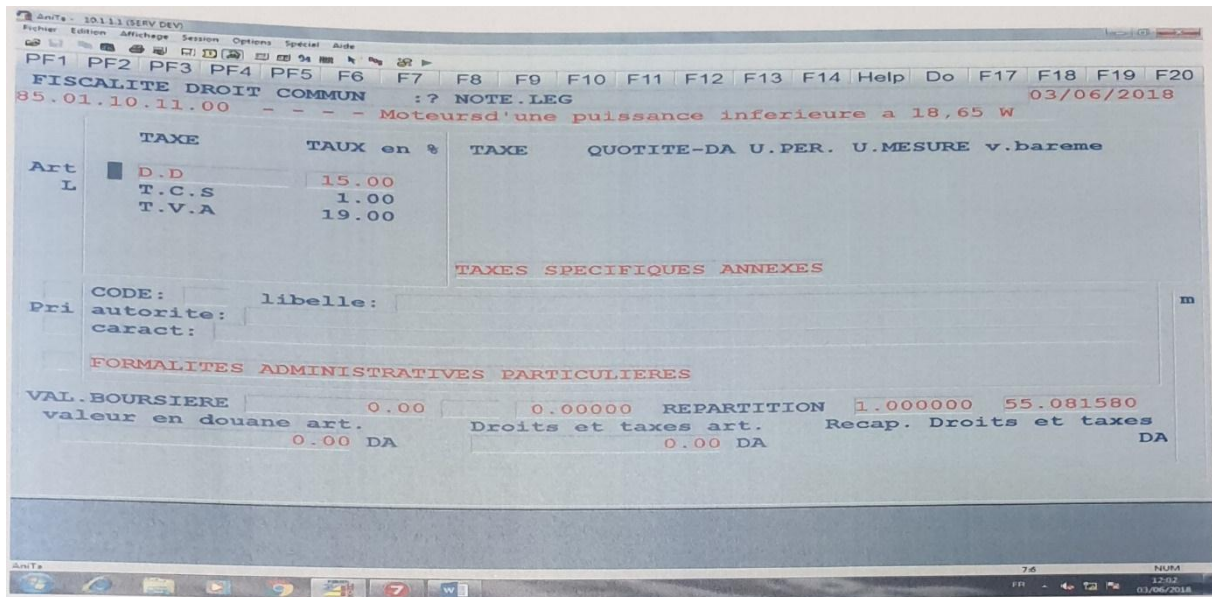 AniTa - 10.1.1.1 (SERV DEV)
Fichier Edition Affichage Session Options Spécial Aide
PF1 PF2 PF3 PF4 PF5 F6 F7 F8 F9 F10 F11 F12 F13 F14 Help Do F17 F18 F19 F20
FISCALITE DROIT COMMUN :? NOTE.LEG 03/06/2018
85.01.10.11.00 - - - - Moteursd'une puissance inferieure a 18,65 W
TAXE TAUX en % TAXE QUOTITE-DA U.PER. U.MESURE v.bareme
Art D.D 15.00
L T.C.S 1.00
T.V.A 19.00
TAXES SPECIFIQUES ANNEXES
CODE: libelle:
Pri autorite: m
caract:
FORMALITES ADMINISTRATIVES PARTICULIERES
VAL.BOURSIERE 0.00 0.00000 REPARTITION 1.000000 55.081580
valeur en douane art. Droits et taxes art. Recap. Droits et taxes
0.00 DA 0.00 DA DA
AniTa 7:6 NUM
FR 12:02
03/06/2018